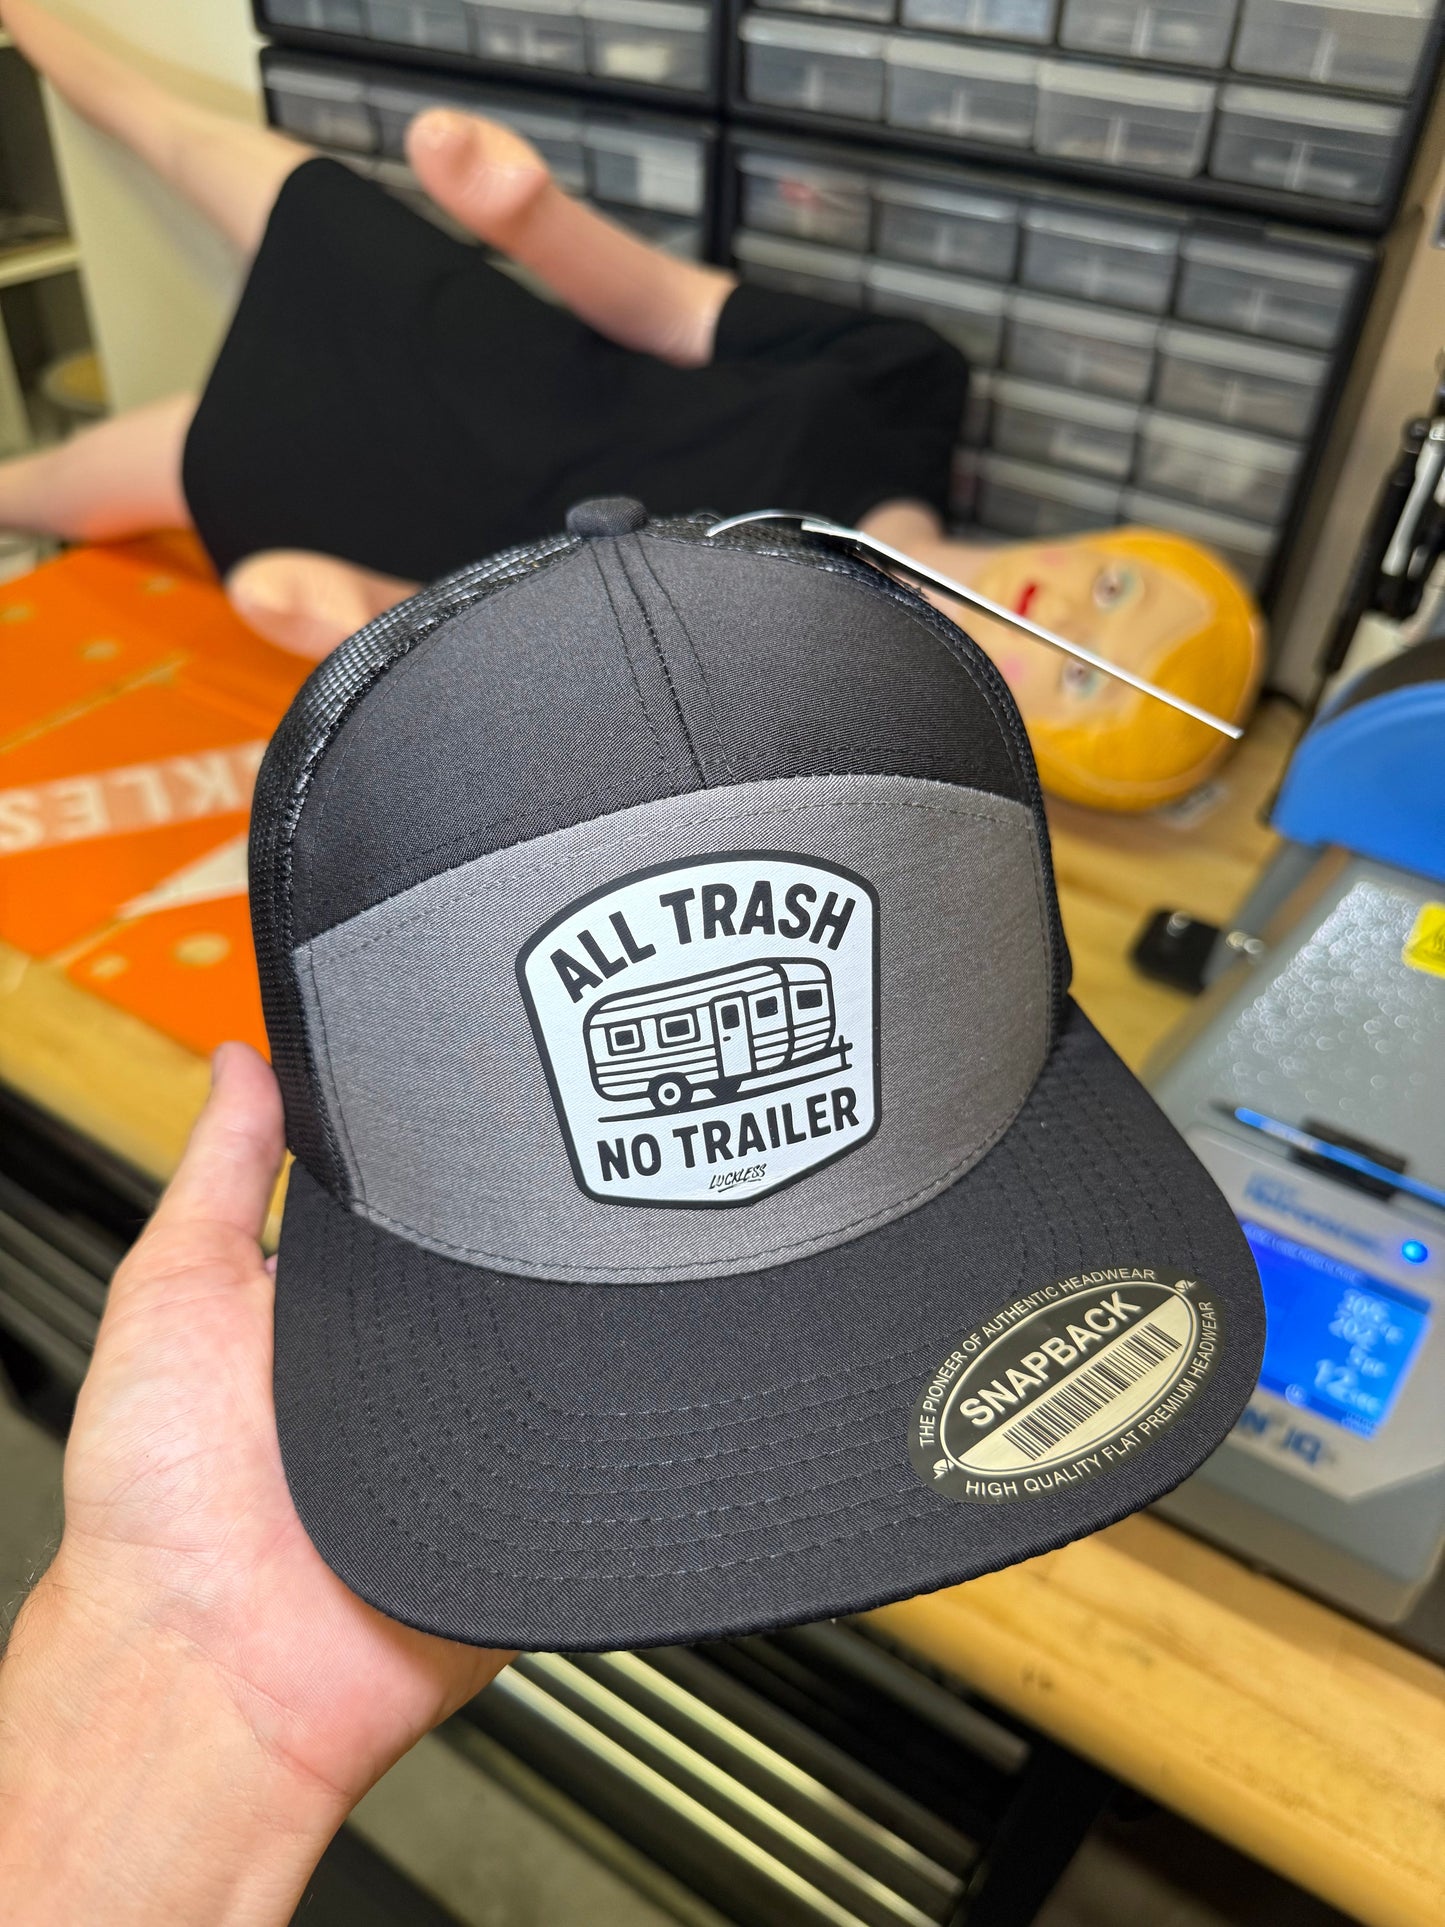 ALL TRASH
NO TRAILER
LUCKLESS
THE PIONEER OF AUTHENTIC HEADWEAR
SNAPBACK
HIGH QUALITY FLAT PREMIUM HEADWEAR